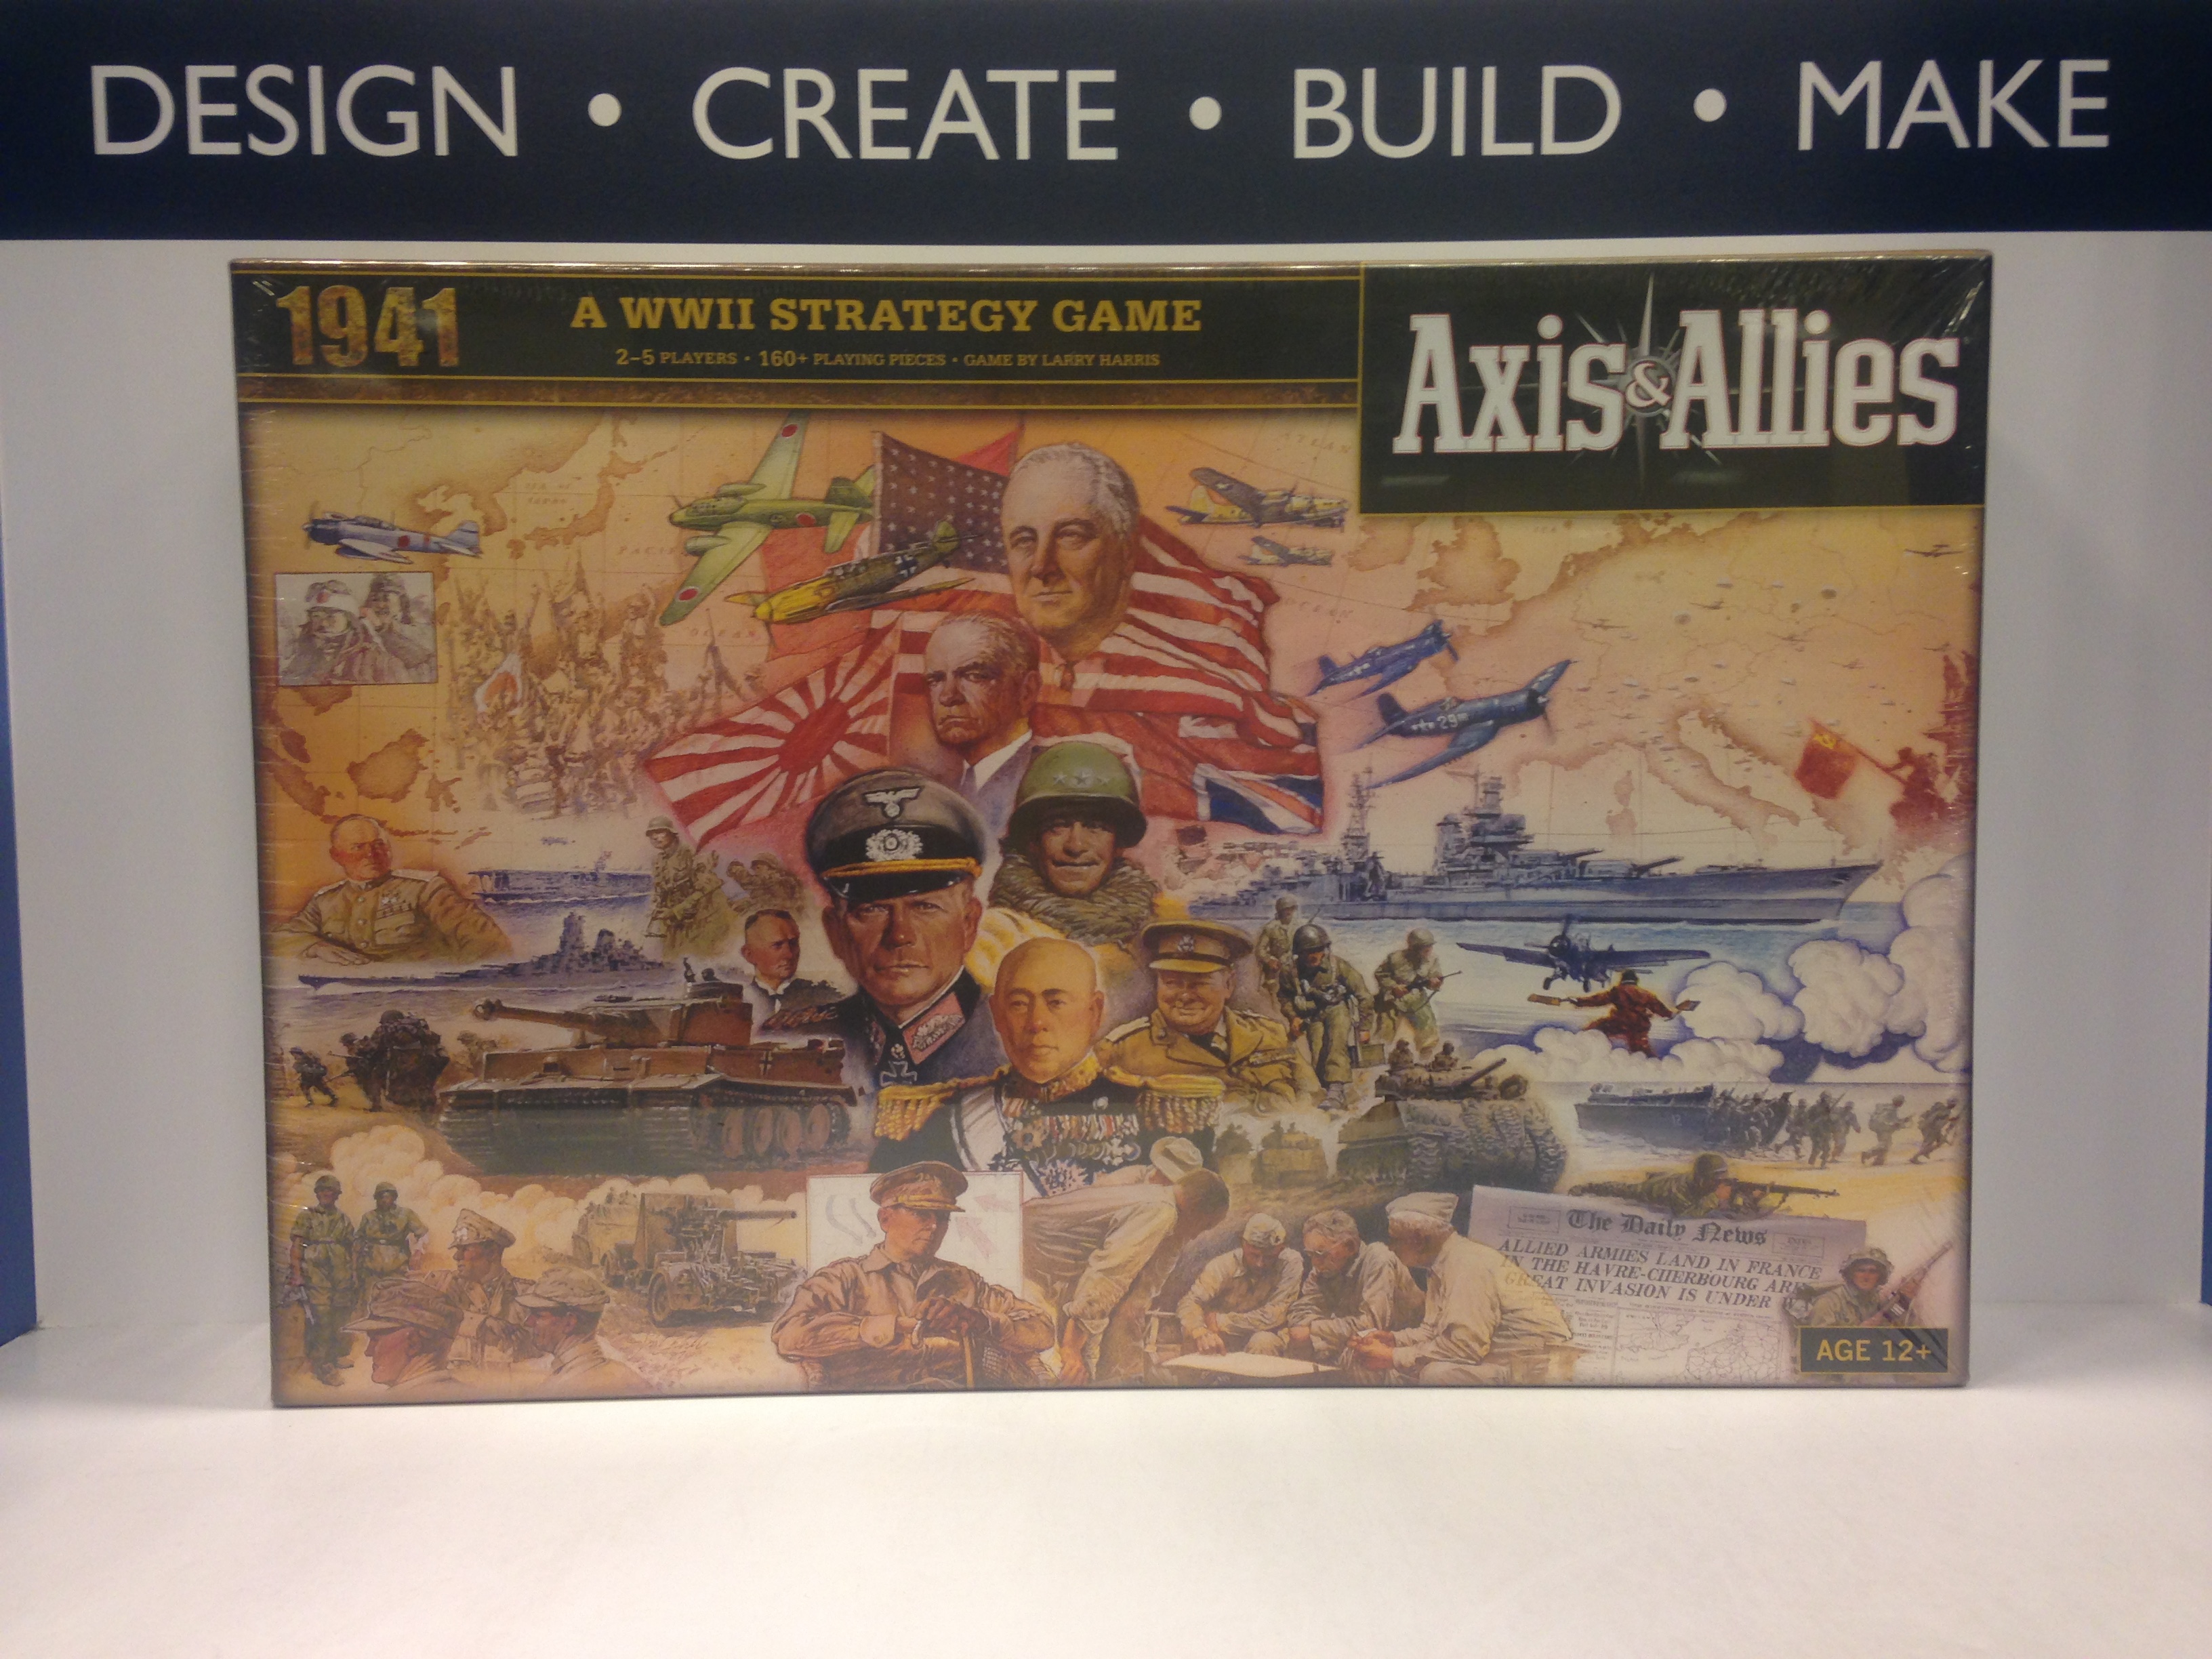 DESIGN • CREATE • BUILD • MAKE
1941
A WWII STRATEGY GAME
2–5 PLAYERS • 160+ PLAYING PIECES • GAME BY LARRY HARRIS
Axis & Allies
OCEAN
29
The Daily News
ALLIED ARMIES LAND IN FRANCE
IN THE HAVRE-CHERBOURG
GREAT INVASION IS UNDER
AGE 12+